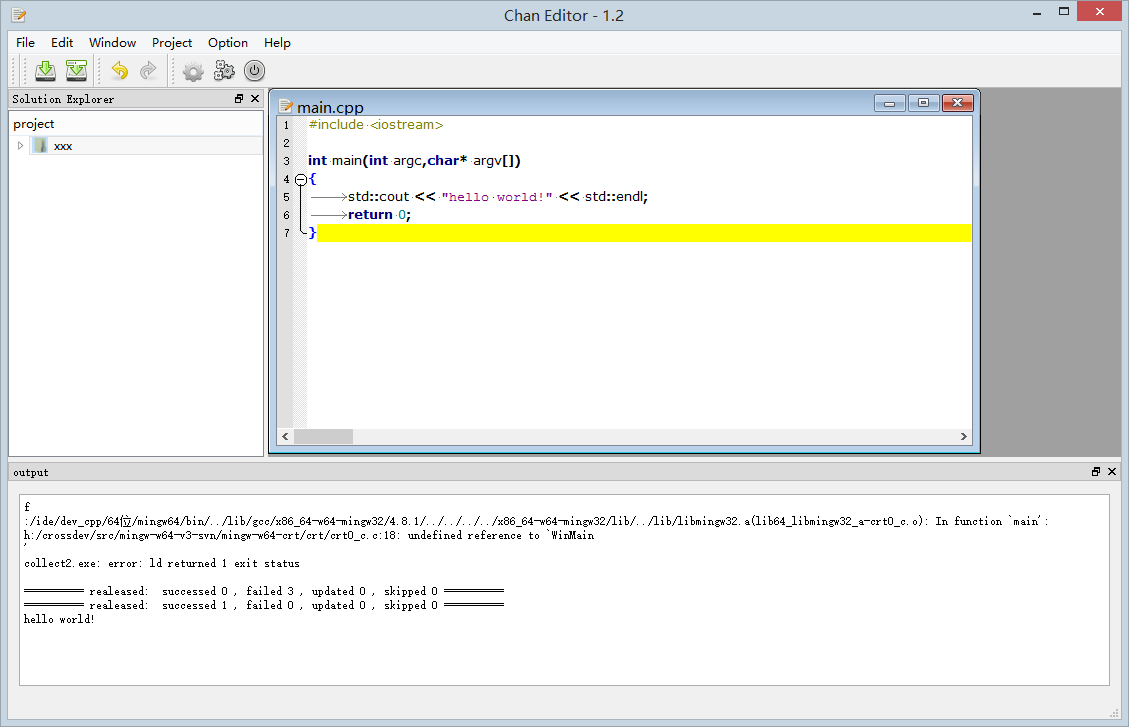 Chan Editor - 1.2
File Edit Window Project Option Help
Solution Explorer
project
xxx
main.cpp
1 #include <iostream>
2
3 int main(int argc,char* argv[])
4 {
5 std::cout << "hello world!" << std::endl;
6 return 0;
7 }
output
f
:/ide/dev_cpp/64位/mingw64/bin/../lib/gcc/x86_64-w64-mingw32/4.8.1/../../../../x86_64-w64-mingw32/lib/../lib/libmingw32.a(lib64_libmingw32_a-crt0_c.o): In function `main':
h:/crossdev/src/mingw-w64-v3-svn/mingw-w64-crt/crt/crt0_c.c:18: undefined reference to `WinMain
'
collect2.exe: error: ld returned 1 exit status
========== realeased: successed 0 , failed 3 , updated 0 , skipped 0 ==========
========== realeased: successed 1 , failed 0 , updated 0 , skipped 0 ==========
hello world!